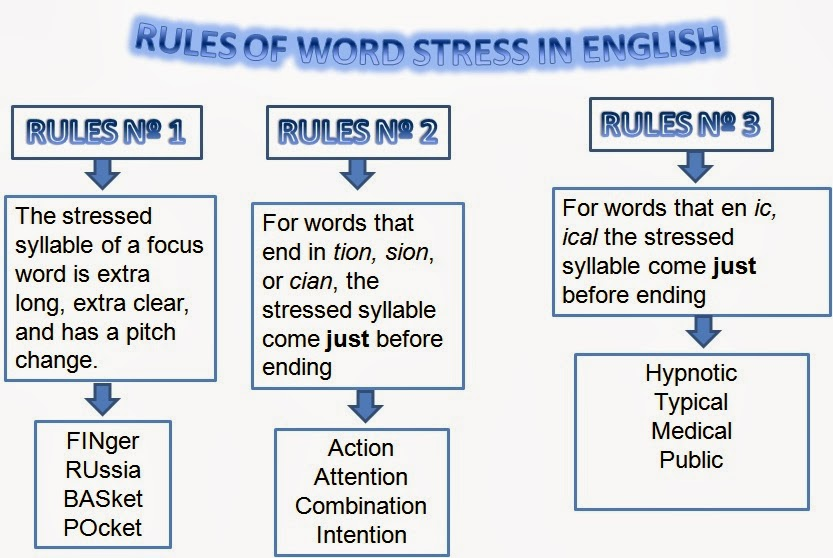 RULES OF WORD STRESS IN ENGLISH
RULES Nº 1
The stressed
syllable of a focus
word is extra
long, extra clear,
and has a pitch
change.
FINger
RUssia
BASket
POcket
RULES Nº 2
For words that
end in tion, sion,
or cian, the
stressed syllable
come just before
ending
Action
Attention
Combination
Intention
RULES Nº 3
For words that en ic,
ical the stressed
syllable come just
before ending
Hypnotic
Typical
Medical
Public